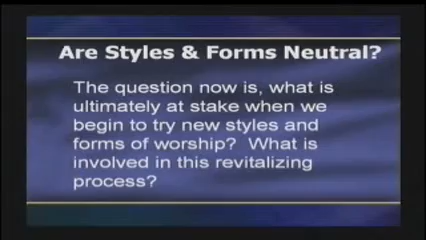 Are Styles & Forms Neutral?
The question now is, what is
ultimately at stake when we
begin to try new styles and
forms of worship?  What is
involved in this revitalizing
process?